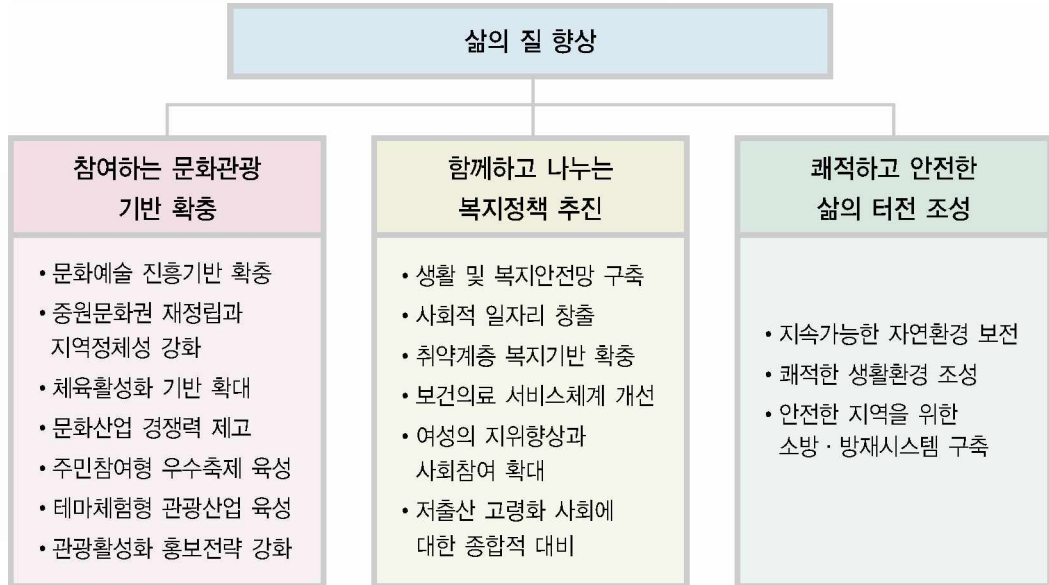 삶의 질 향상
참여하는 문화관광
기반 확충
• 문화예술 진흥기반 확충
• 중원문화권 재정립과
지역정체성 강화
• 체육활성화 기반 확대
• 문화산업 경쟁력 제고
• 주민참여형 우수축제 육성
• 테마체험형 관광산업 육성
• 관광활성화 홍보전략 강화
함께하고 나누는
복지정책 추진
• 생활 및 복지안전망 구축
• 사회적 일자리 창출
• 취약계층 복지기반 확충
• 보건의료 서비스체계 개선
• 여성의 지위향상과
사회참여 확대
• 저출산 고령화 사회에
대한 종합적 대비
쾌적하고 안전한
삶의 터전 조성
• 지속가능한 자연환경 보전
• 쾌적한 생활환경 조성
• 안전한 지역을 위한
소방 · 방재시스템 구축